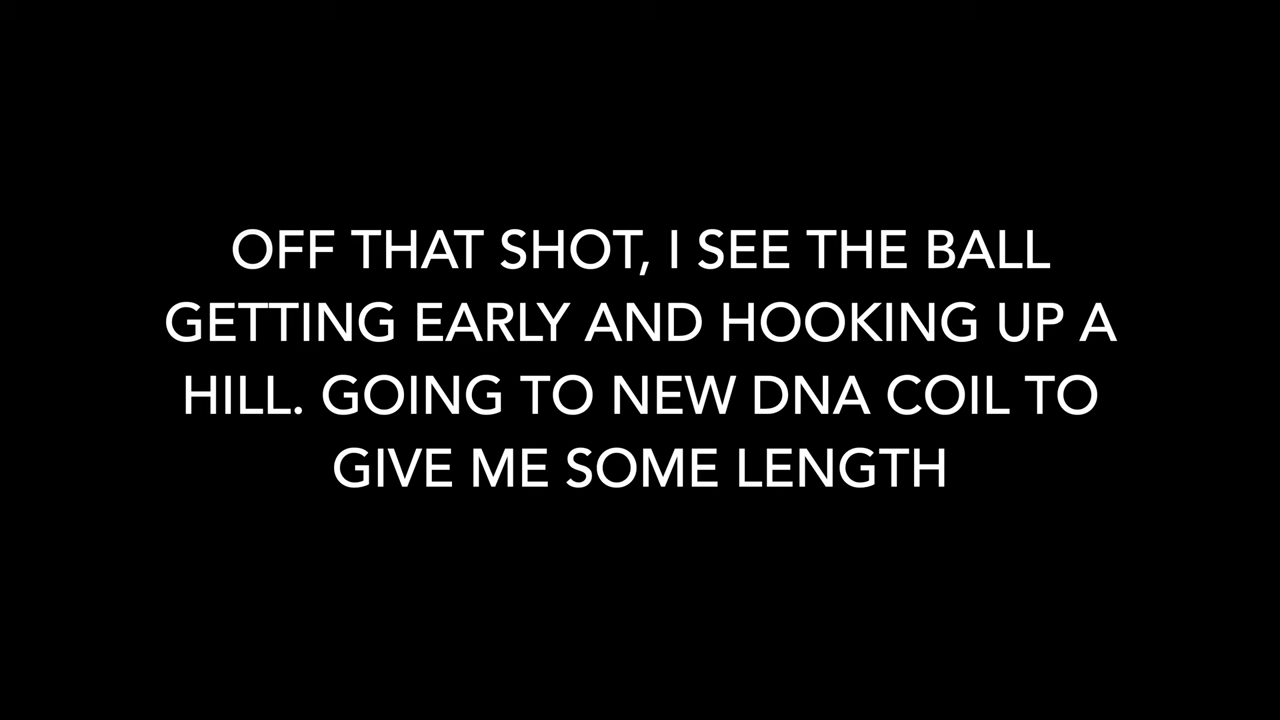 OFF THAT SHOT, I SEE THE BALL
GETTING EARLY AND HOOKING UP A
HILL. GOING TO NEW DNA COIL TO
GIVE ME SOME LENGTH